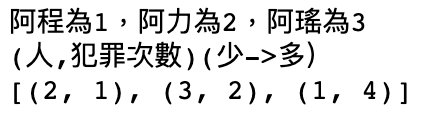 阿程為1，阿力為2，阿瑤為3
(人,犯罪次數)(少->多)
[(2, 1), (3, 2), (1, 4)]